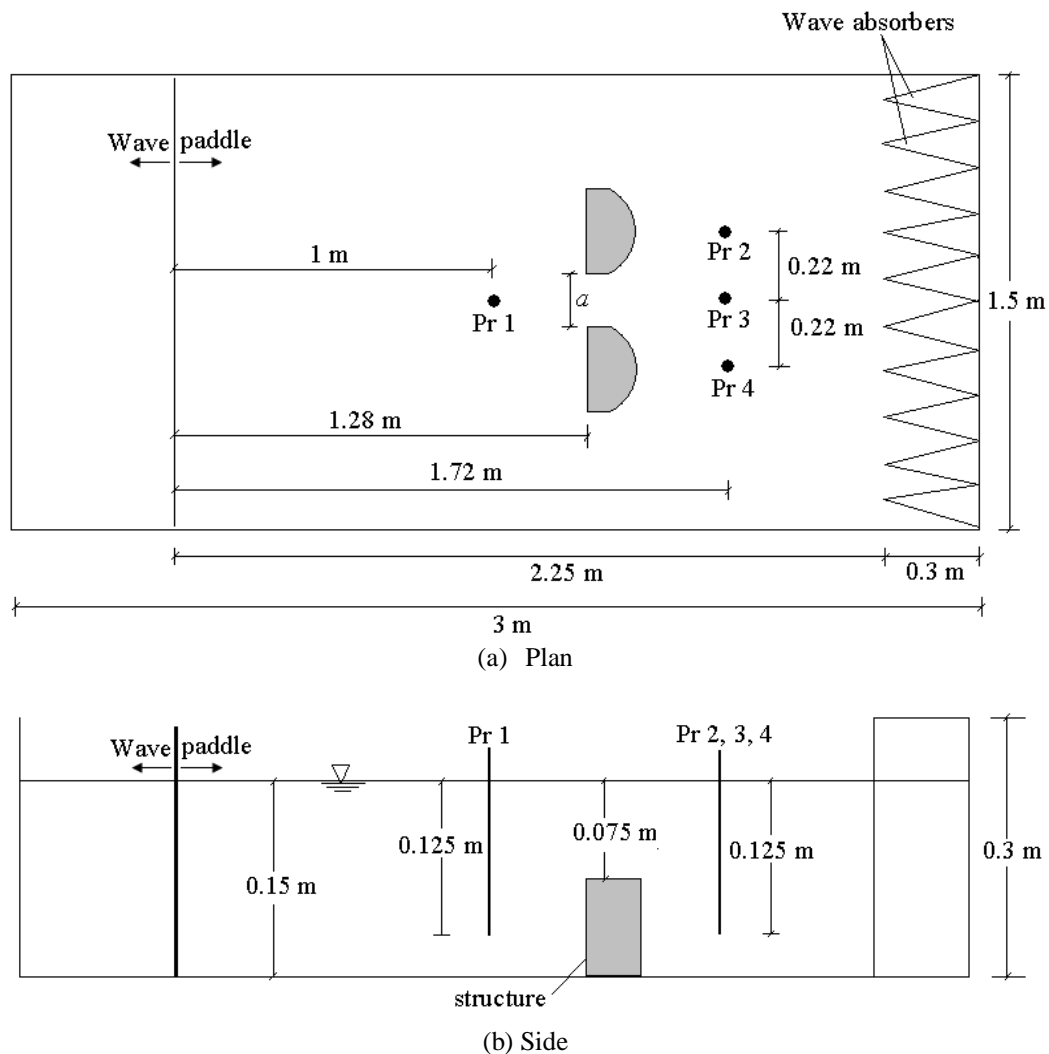 Wave absorbers
Wave paddle
1 m
Pr 1
a
Pr 2
Pr 3
Pr 4
0.22 m
0.22 m
1.5 m
1.28 m
1.72 m
2.25 m
0.3 m
3 m
(a) Plan
Wave paddle
Pr 1
Pr 2, 3, 4
0.15 m
0.125 m
0.075 m
0.125 m
0.3 m
structure
(b) Side